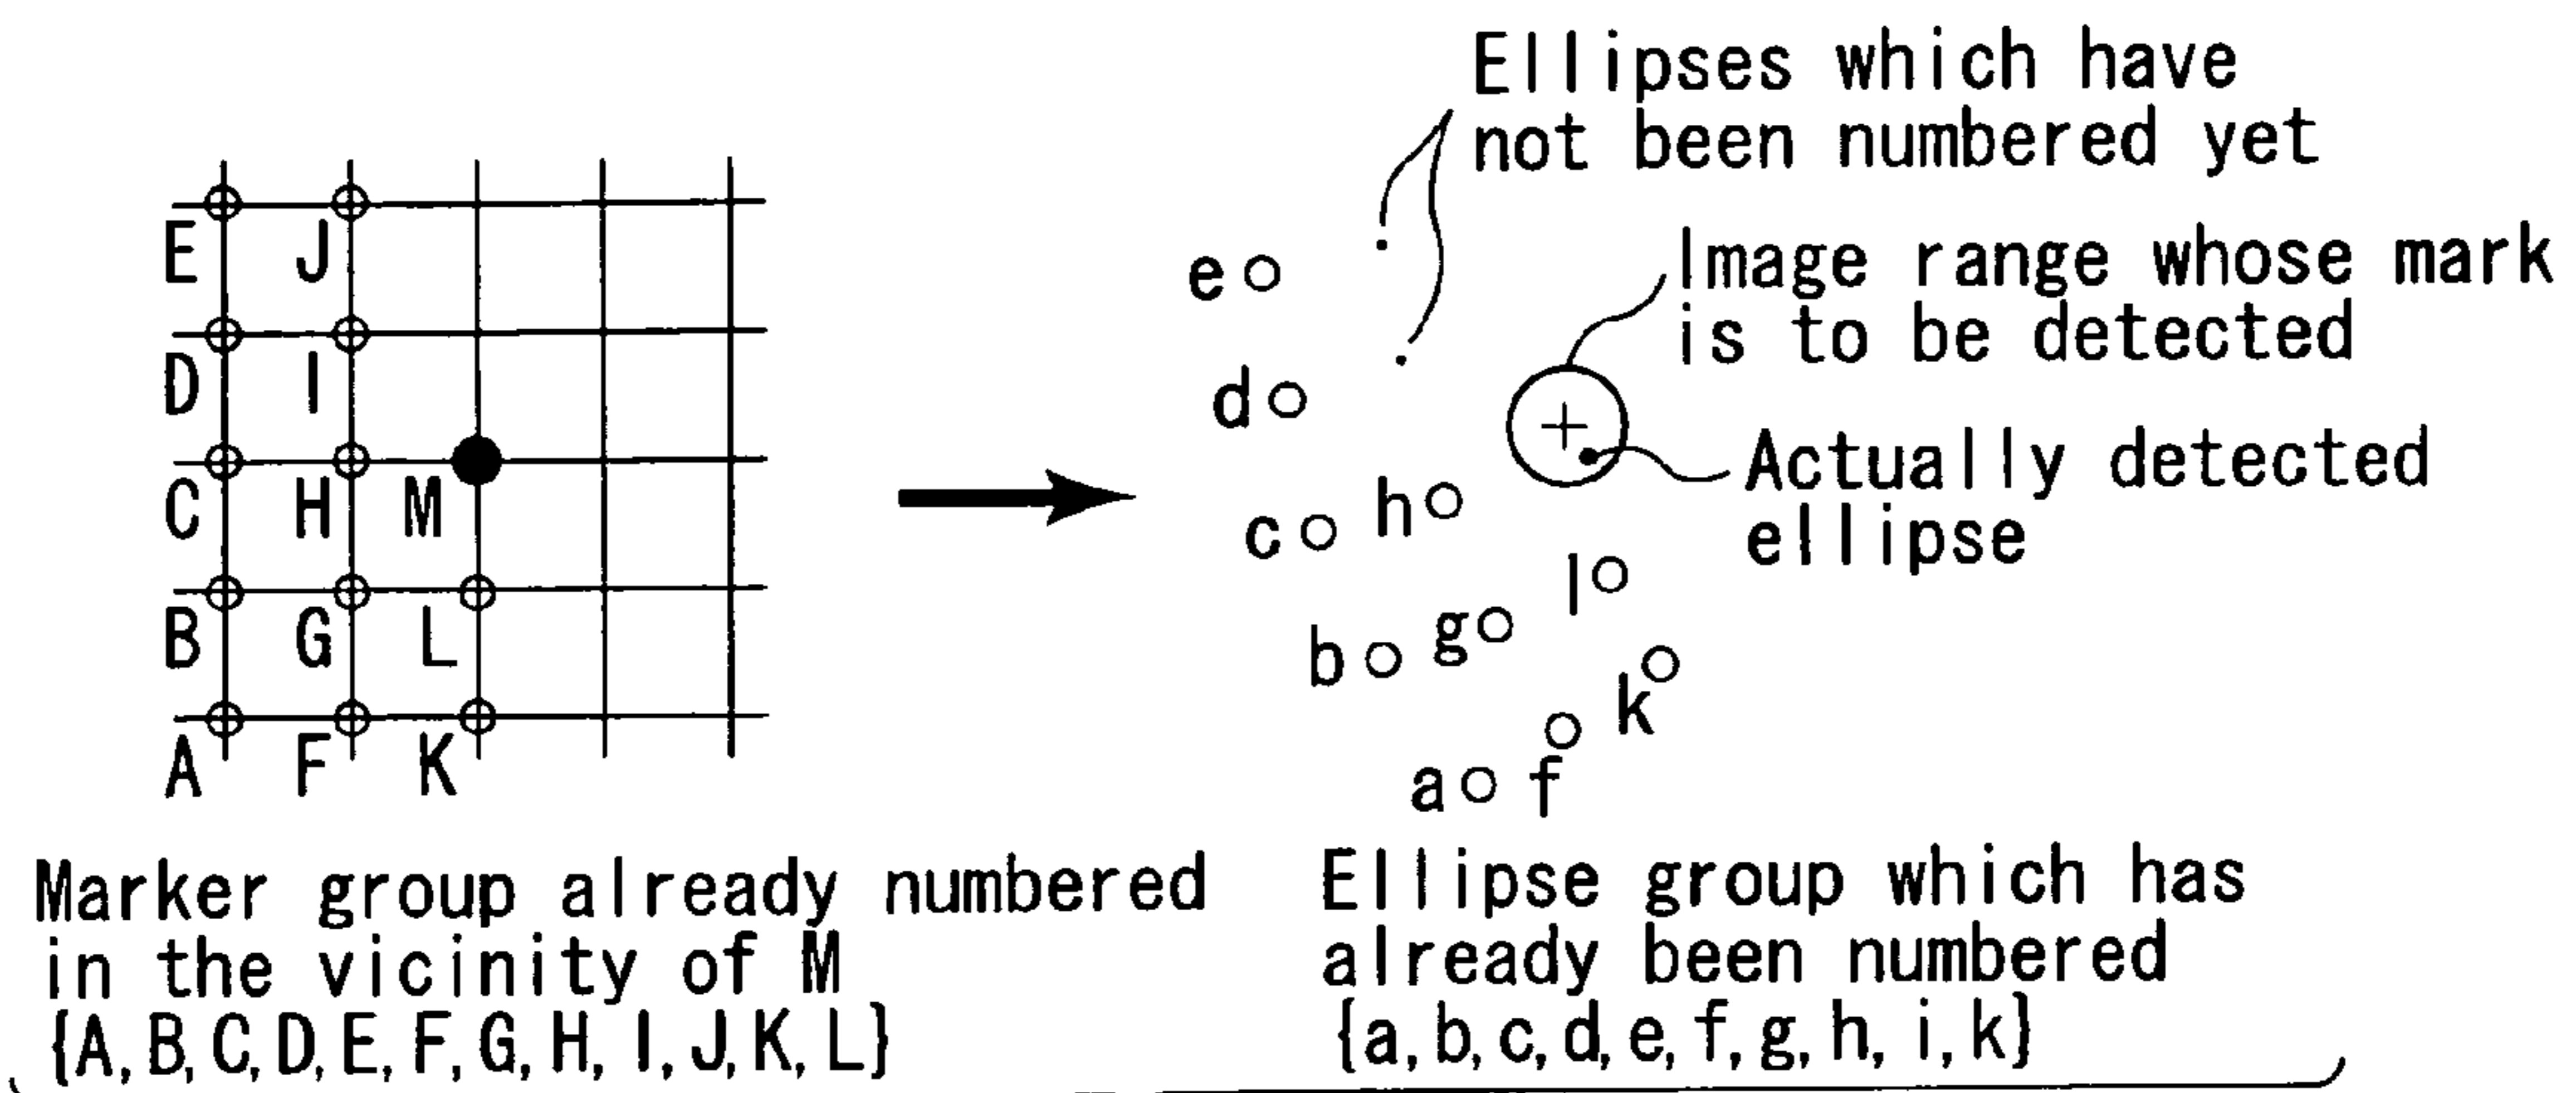 Ellipses which have
not been numbered yet
Image range whose mark
is to be detected
Actually detected
ellipse
E J
D I
C H M
B G L
A F K
e
d
c h
l
b g
k
a f
Marker group already numbered
in the vicinity of M
{A, B, C, D, E, F, G, H, I, J, K, L}
Ellipse group which has
already been numbered
{a, b, c, d, e, f, g, h, i, k}